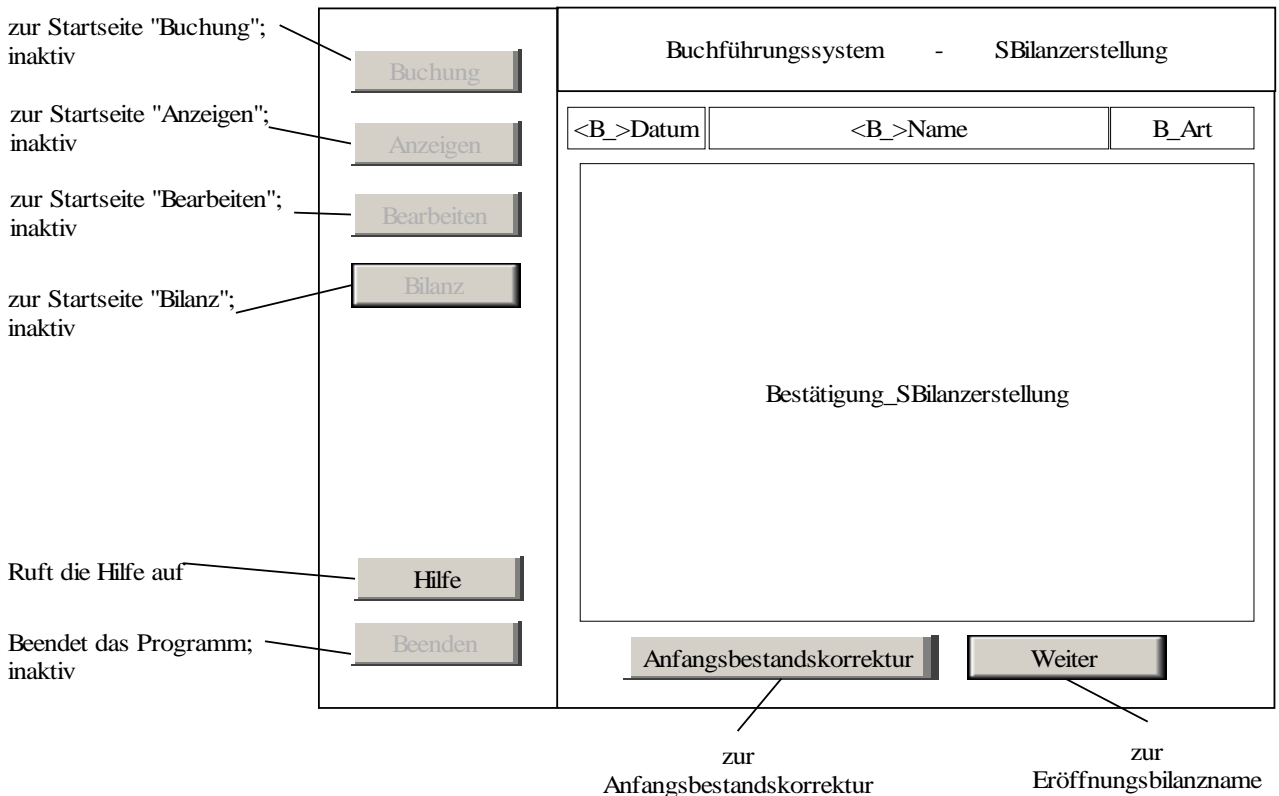 zur Startseite "Buchung";
inaktiv
zur Startseite "Anzeigen";
inaktiv
zur Startseite "Bearbeiten";
inaktiv
zur Startseite "Bilanz";
inaktiv
Ruft die Hilfe auf
Beendet das Programm;
inaktiv
Buchung
Anzeigen
Bearbeiten
Bilanz
Hilfe
Beenden
Buchführungssystem - SBilanzerstellung
<B_>Datum <B_>Name B_Art
Bestätigung_SBilanzerstellung
Anfangsbestandskorrektur Weiter
zur
Anfangsbestandskorrektur
zur
Eröffnungsbilanzname